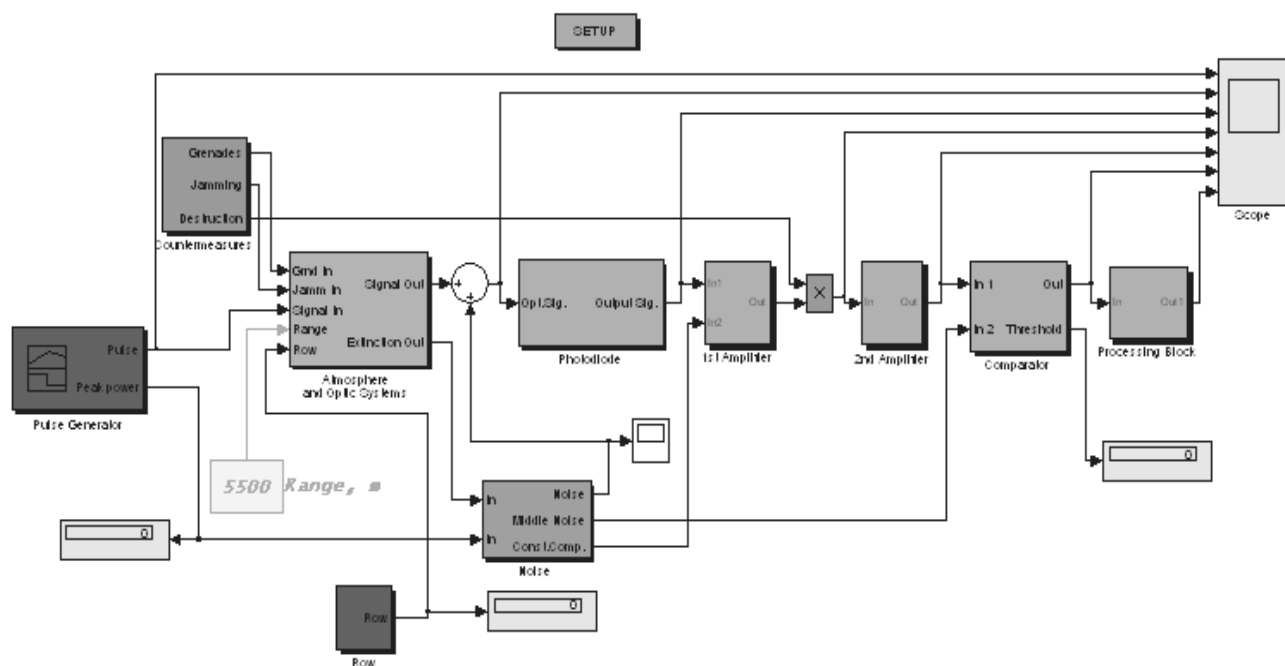 SETUP
Grenades
Jamming
Destruction
Countermeasures
Scope
Grnd In
Jamm In
Signal In
Range
Row
Signal Out
Extinction Out
Atmosphere
and Optic Systems
Opt.Sig.
Output Sig.
Photodiode
In1
In2
Out
1st Amplifier
×
In
Out
2nd Amplifier
In 1
In 2
Out
Threshold
Comparator
In
Out1
Processing Block
Pulse
Peak power
Pulse Generator
5500
Range, m
0
0
In
In
Noise
Middle Noise
Const.Comp.
Noise
Row
Row
0